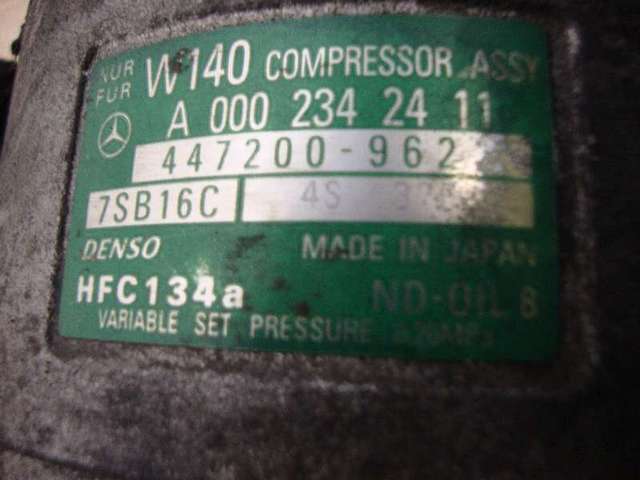 NUR FÜR W140 COMPRESSOR ASSY
A 000 234 24 11
447200-962
7SB16C 4S
DENSO MADE IN JAPAN
HFC134a ND-OIL 8
VARIABLE SET PRESSURE